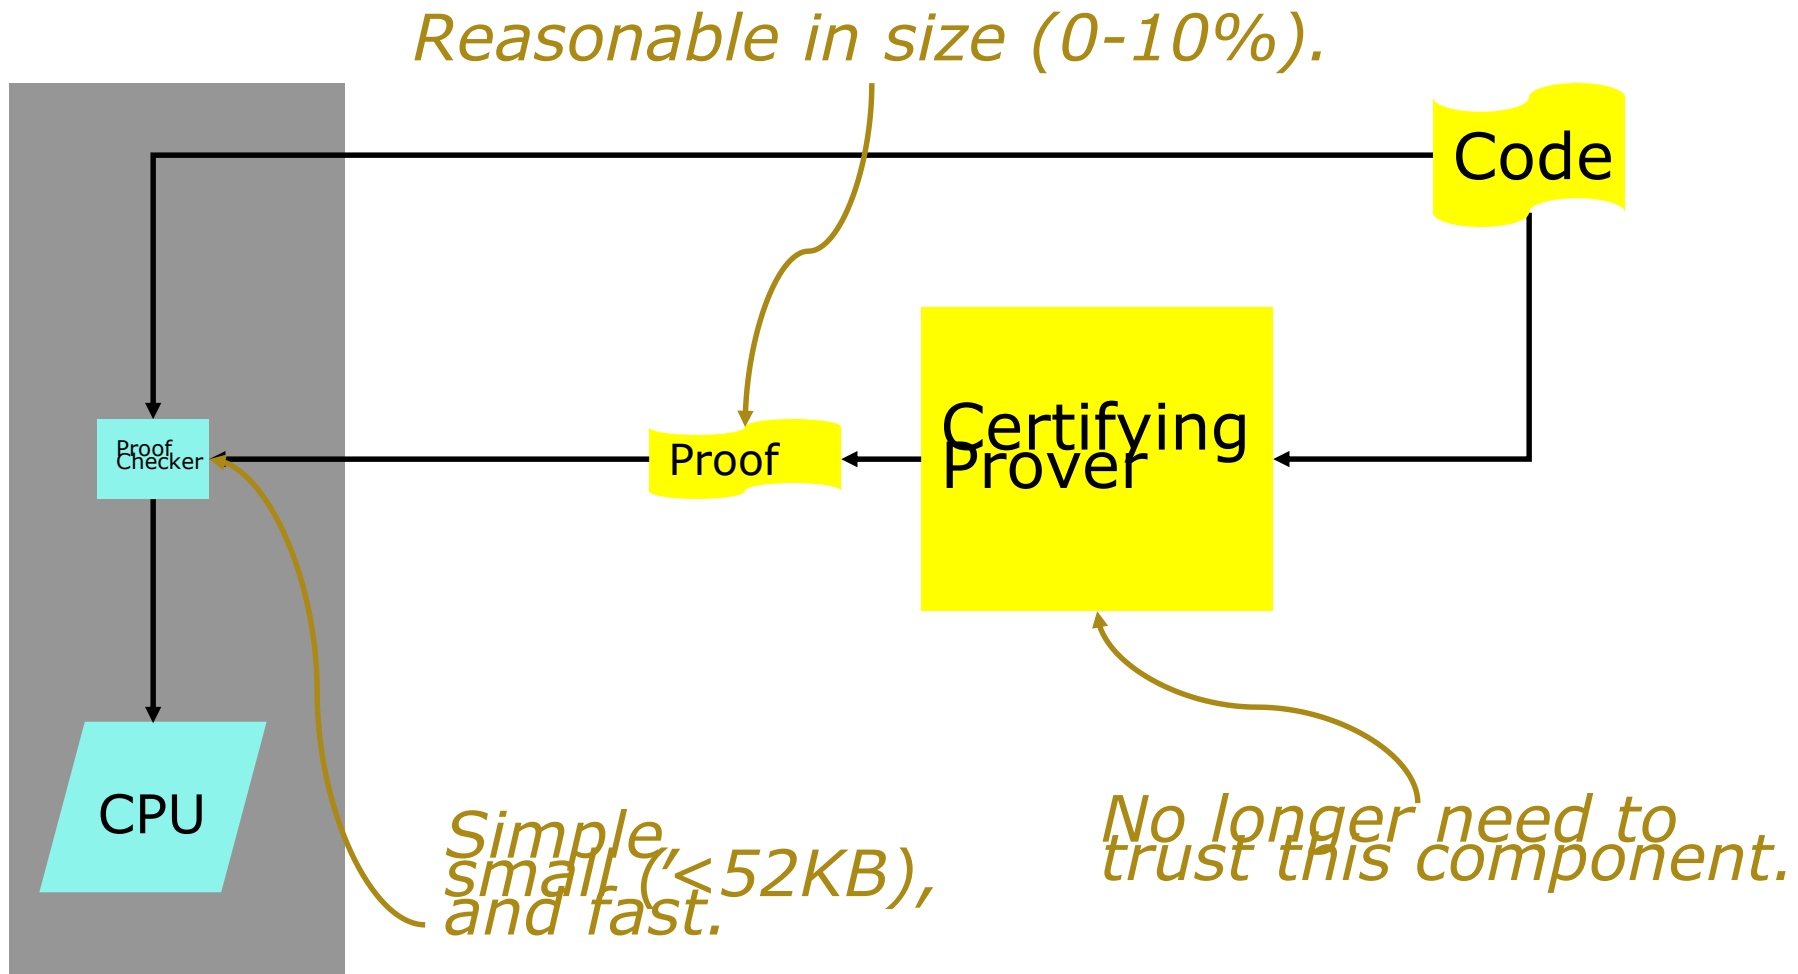 Reasonable in size (0-10%).
Code
Certifying
Prover
Proof
Checker
Proof
CPU
Simple,
small (<52KB),
and fast.
No longer need to
trust this component.